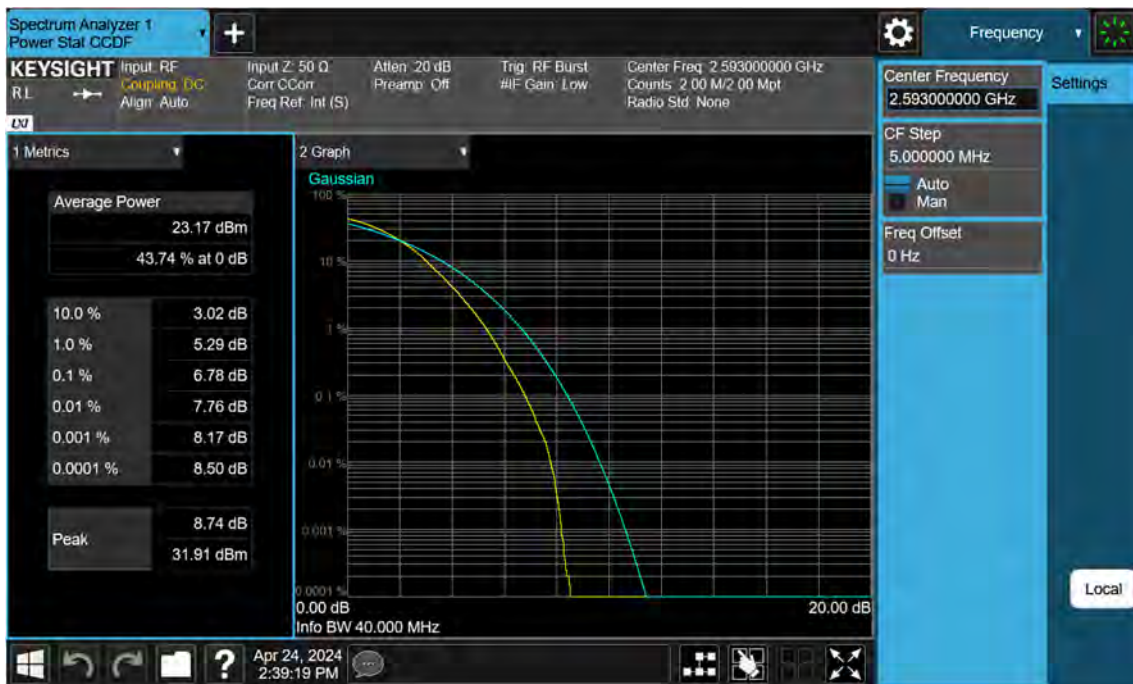 Spectrum Analyzer 1
Power Stat CCDF
Frequency
KEYSIGHT
RL
LXI
Input: RF
Coupling: DC
Align: Auto
Input Z: 50 Ω
Corr CCorr
Freq Ref: Int (S)
Atten: 20 dB
Preamp: Off
Trig: RF Burst
#IF Gain: Low
Center Freq: 2.593000000 GHz
Counts: 2.00 M/2.00 Mpt
Radio Std: None
Center Frequency
2.593000000 GHz
Settings
CF Step
5.000000 MHz
Auto
Man
Freq Offset
0 Hz
Local
1 Metrics
Average Power
23.17 dBm
43.74 % at 0 dB
10.0 % 3.02 dB
1.0 % 5.29 dB
0.1 % 6.78 dB
0.01 % 7.76 dB
0.001 % 8.17 dB
0.0001 % 8.50 dB
Peak
8.74 dB
31.91 dBm
2 Graph
Gaussian
100 %
10 %
1 %
0.1 %
0.01 %
0.001 %
0.0001 %
0.00 dB 20.00 dB
Info BW 40.000 MHz
Apr 24, 2024
2:39:19 PM